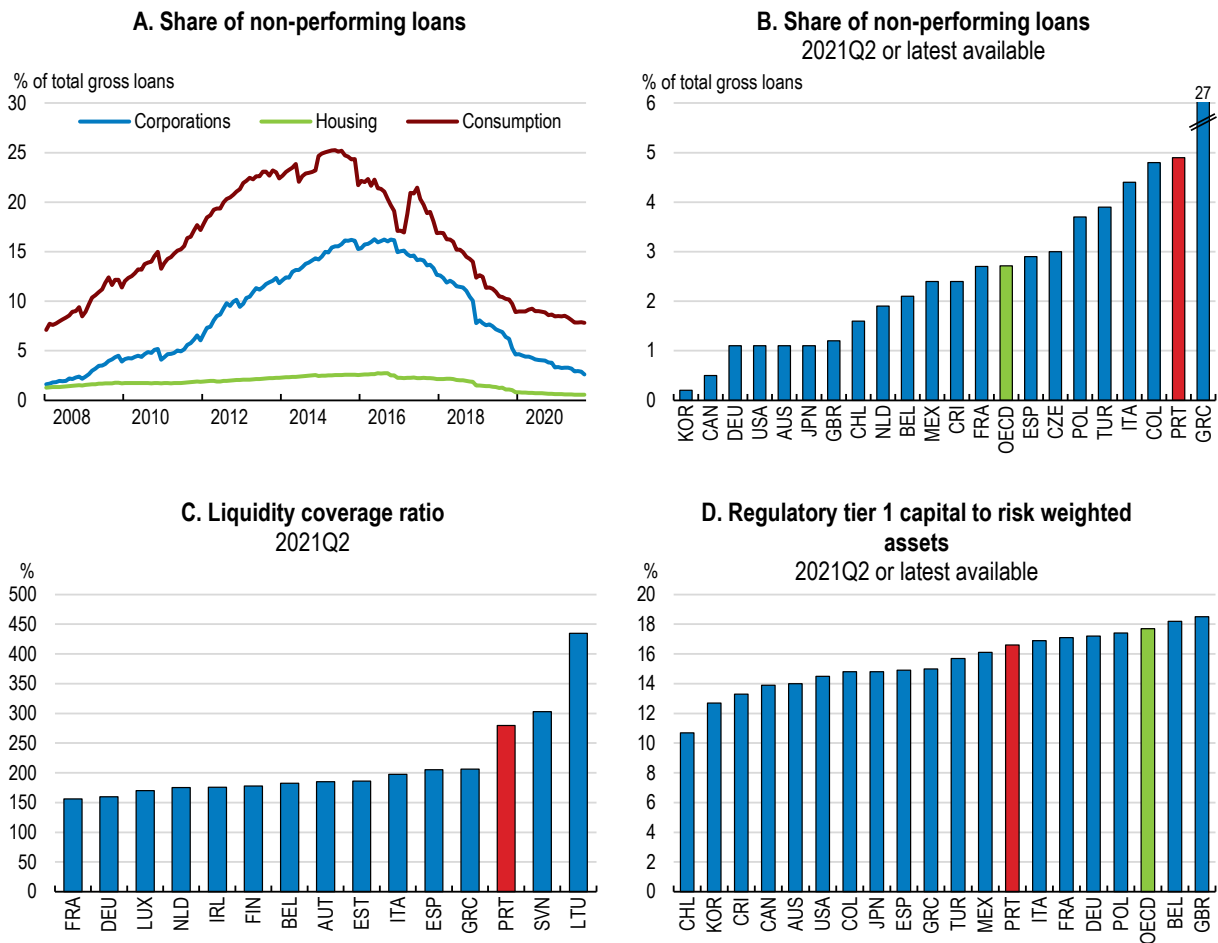 A. Share of non-performing loans
% of total gross loans
30
25
20
15
10
5
0
Corporations Housing Consumption
2008 2010 2012 2014 2016 2018 2020
B. Share of non-performing loans
2021Q2 or latest available
% of total gross loans
6
5
4
3
2
1
0
27
KOR CAN DEU USA AUS JPN GBR CHL NLD BEL MEX CRI FRA OECD ESP CZE POL TUR ITA COL PRT GRC
C. Liquidity coverage ratio
2021Q2
%
500
450
400
350
300
250
200
150
100
50
0
FRA DEU LUX NLD IRL FIN BEL AUT EST ITA ESP GRC PRT SVN LTU
D. Regulatory tier 1 capital to risk weighted
assets
2021Q2 or latest available
%
20
18
16
14
12
10
8
6
4
2
0
CHL KOR CRI CAN AUS USA COL JPN ESP GRC TUR MEX PRT ITA FRA DEU POL OECD BEL GBR